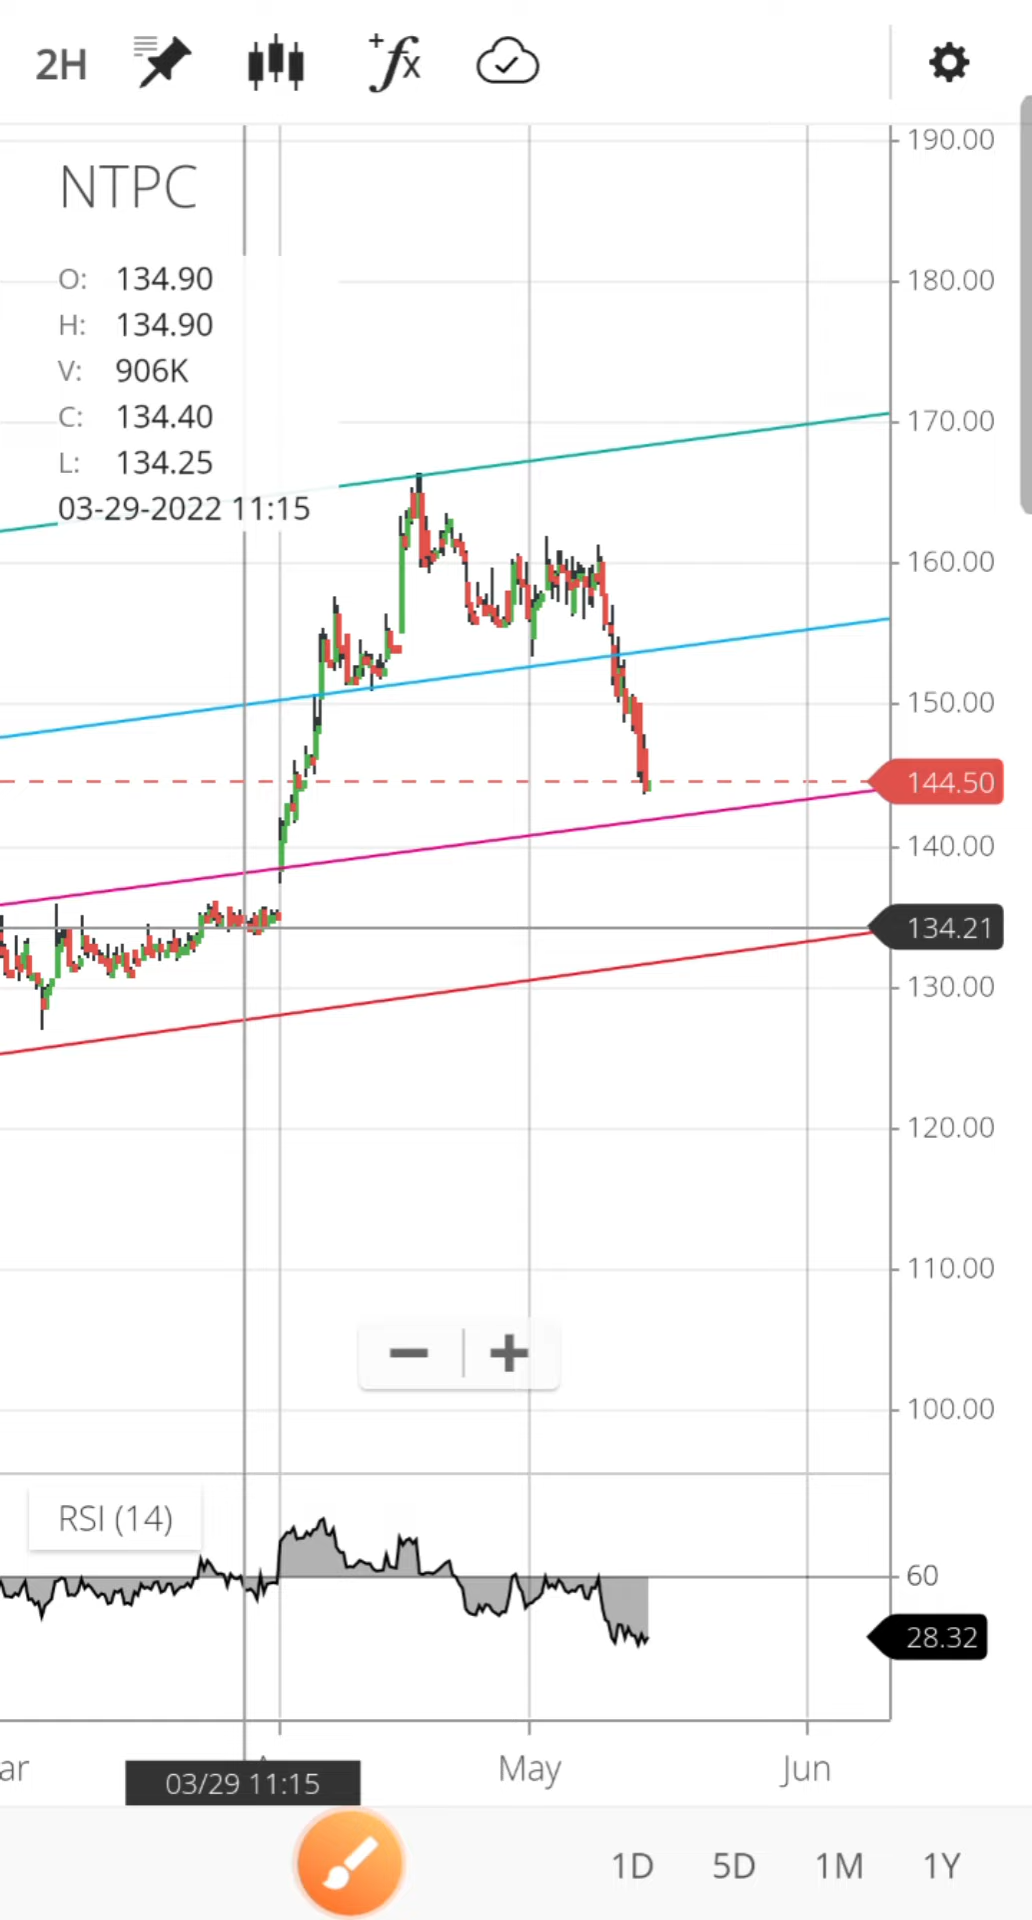 2H
+fx
190.00
NTPC
O: 134.90
180.00
H: 134.90
V: 906K
C: 134.40
170.00
L: 134.25
03-29-2022 11:15
160.00
150.00
144.50
140.00
134.21
130.00
120.00
110.00
− | +
100.00
RSI (14)
60
28.32
ar
May
Jun
03/29 11:15
1D 5D 1M 1Y